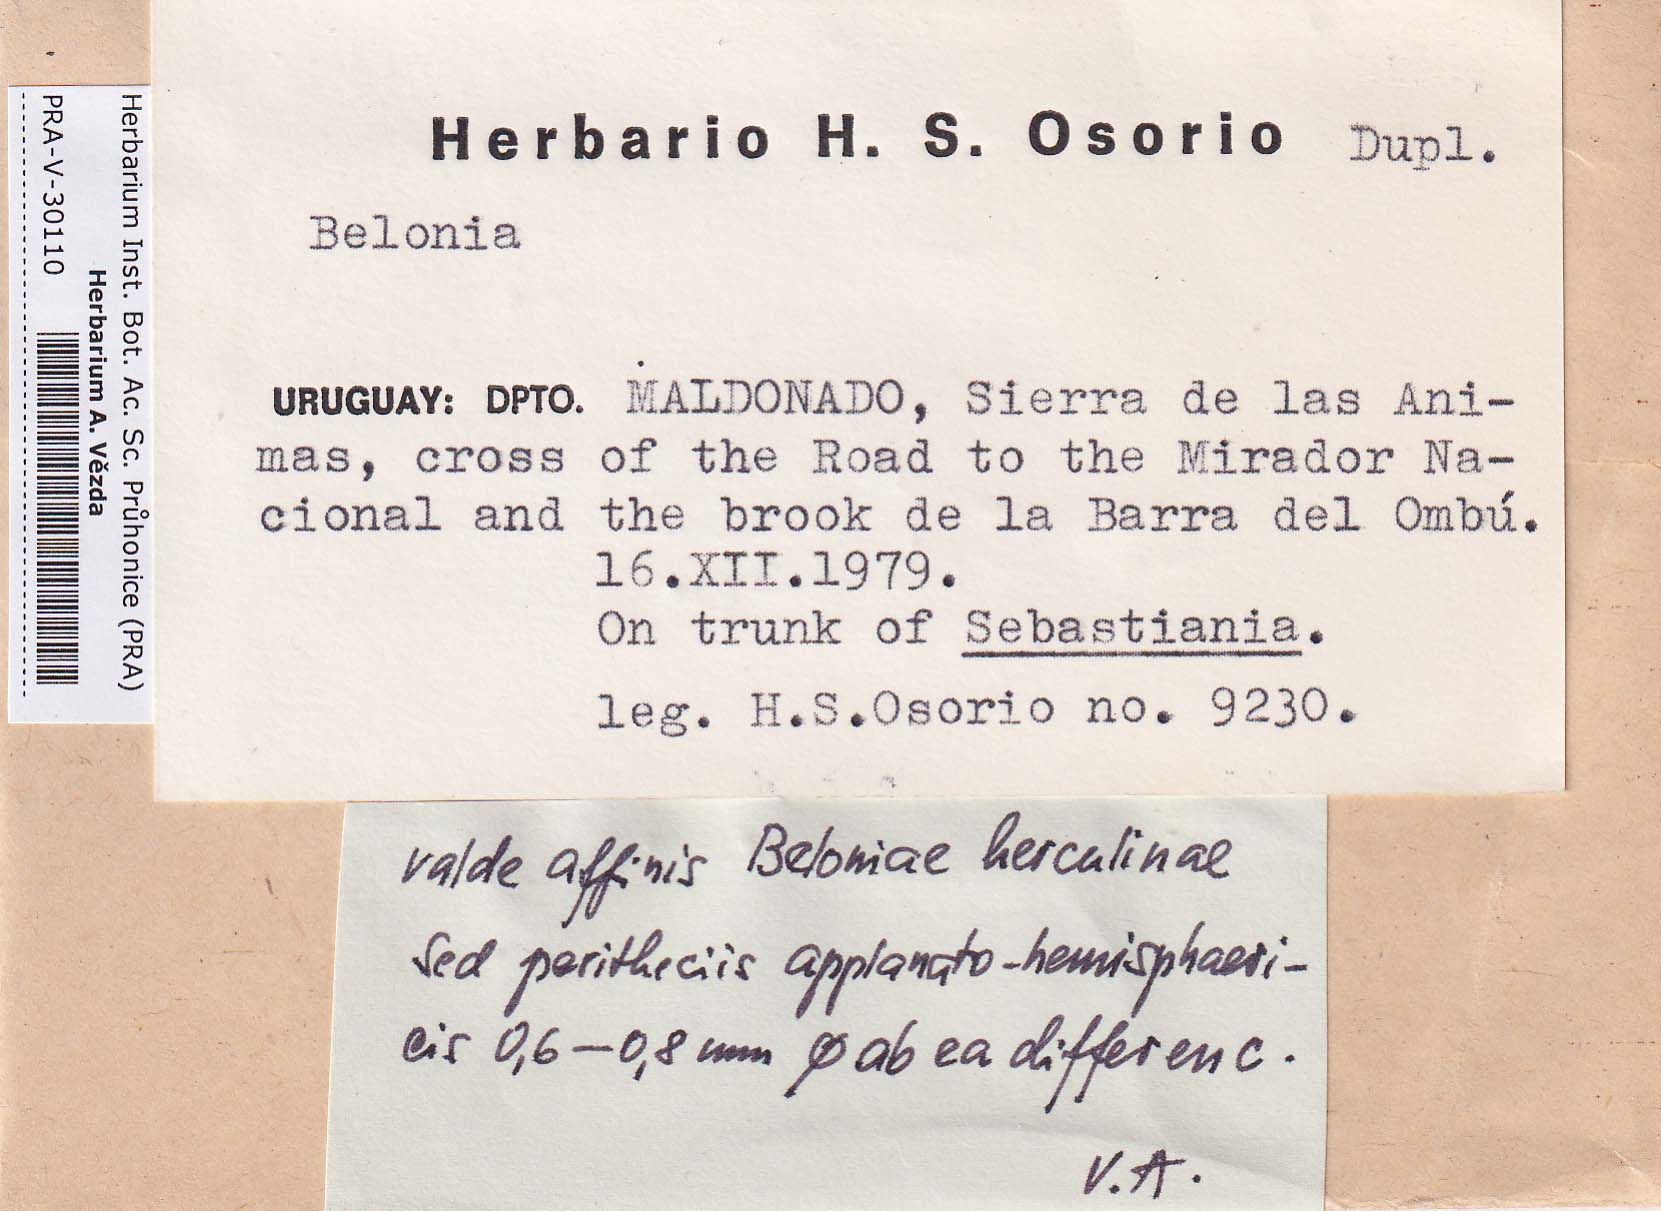 Herbarium Inst. Bot. Ac. Sc. Průhonice (PRA)
Herbarium A. Vězda
PRA-V-30110
Herbario H. S. Osorio Dupl.
Belonia
URUGUAY: DPTO. MALDONADO, Sierra de las Ani-
mas, cross of the Road to the Mirador Na-
cional and the brook de la Barra del Ombú.
16.XII.1979.
On trunk of Sebastiania.
leg. H.S.Osorio no. 9230.
valde affinis Beloniae herculinae
sed peritheciis applanato-hemisphaeri-
cis 0,6–0,8 mm ø ab ea differenc.
V.A.